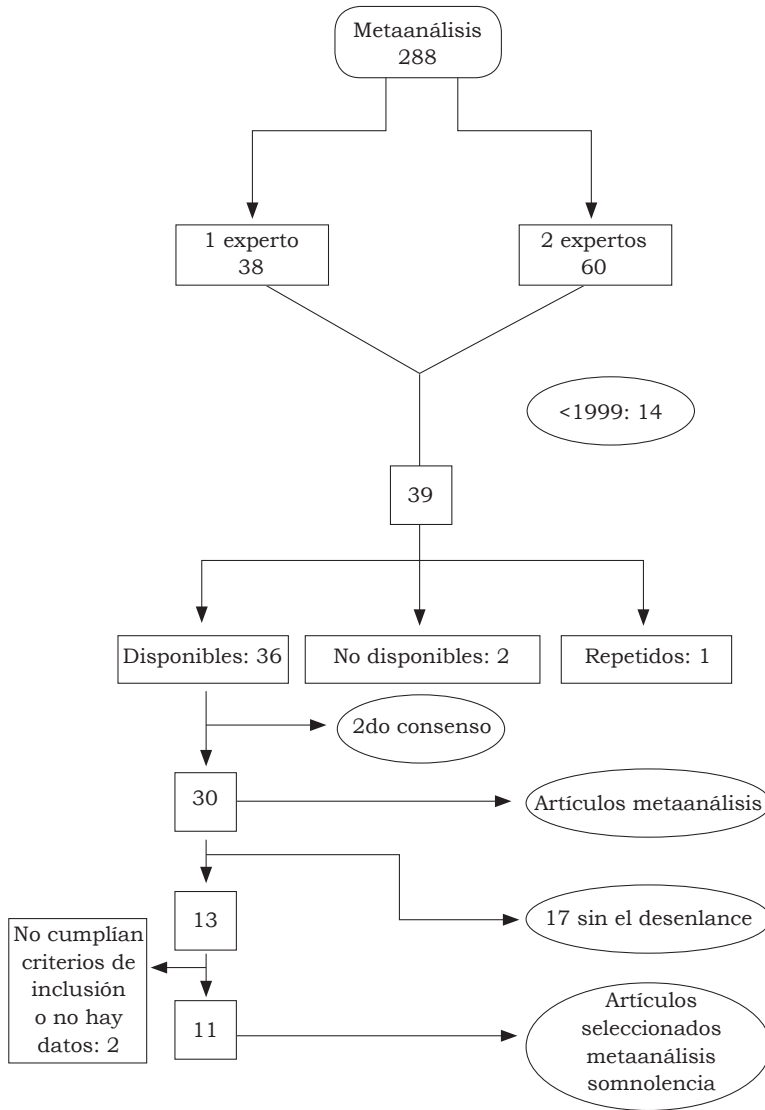 Metaanálisis
288
1 experto
38
2 expertos
60
<1999: 14
39
Disponibles: 36
No disponibles: 2
Repetidos: 1
2do consenso
30
Artículos metaanálisis
13
17 sin el desenlance
No cumplían
criterios de
inclusión
o no hay
datos: 2
11
Artículos
seleccionados
metaanálisis
somnolencia